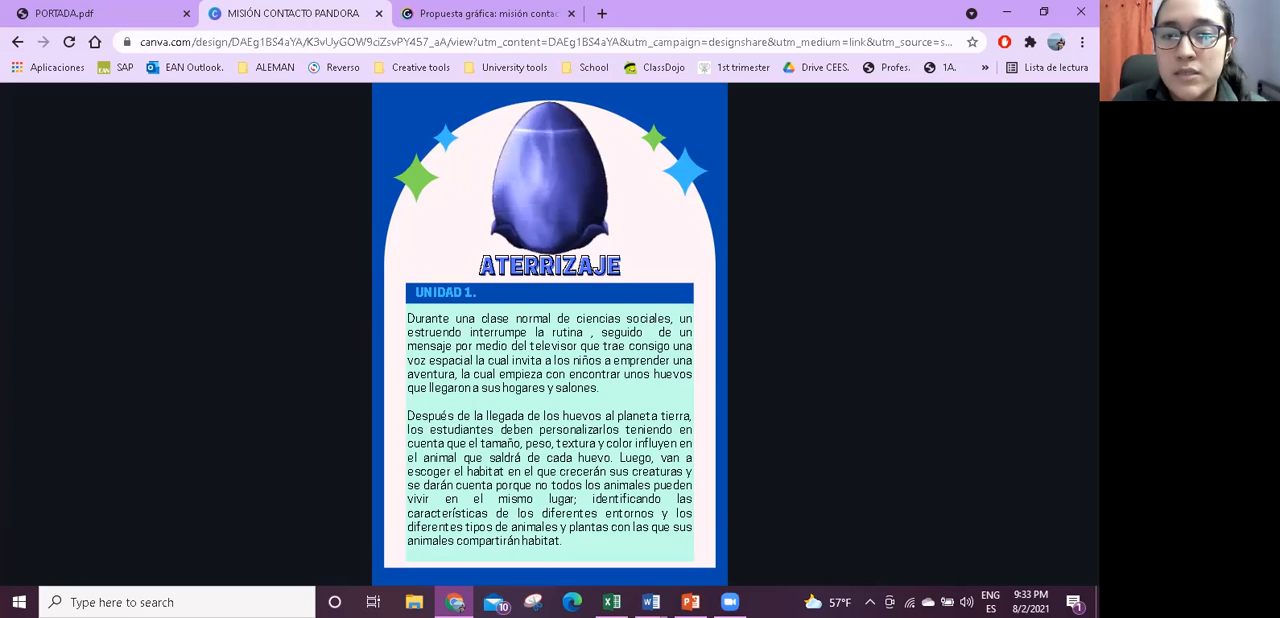 PORTADA.pdf
MISIÓN CONTACTO PANDORA
Propuesta gráfica: misión contac
canva.com/design/DAEg1BS4aYA/K3vUyGOW9ciZsvPY457_aA/view?utm_content=DAEg1BS4aYA&utm_campaign=designshare&utm_medium=link&utm_source=s...
Aplicaciones SAP EAN Outlook. ALEMAN Reverso Creative tools Teaching tools School ClassDojo 1st trimester Drive CEES. Profes. 1A. » Lista de lectura
ATERRIZAJE
UNIDAD 1.
Durante una clase normal de ciencias sociales, un
estruendo interrumpe la rutina , seguido de un
mensaje por medio del televisor que trae consigo una
voz espacial la cual invita a los niños a emprender una
aventura, la cual empieza con encontrar unos huevos
que llegaron a sus hogares y salones.
Después de la llegada de los huevos al planeta tierra,
los estudiantes deben personalizarlos teniendo en
cuenta que el tamaño, peso, textura y color influyen en
el animal que saldrá de cada huevo. Luego, van a
escoger el habitat en el que crecerán sus creaturas y
se darán cuenta porque no todos los animales pueden
vivir en el mismo lugar; identificando las
características de los diferentes entornos y los
diferentes tipos de animales y plantas con las que sus
animales compartirán habitat.
Type here to search
10
57°F
ENG
ES
9:33 PM
8/2/2021
1